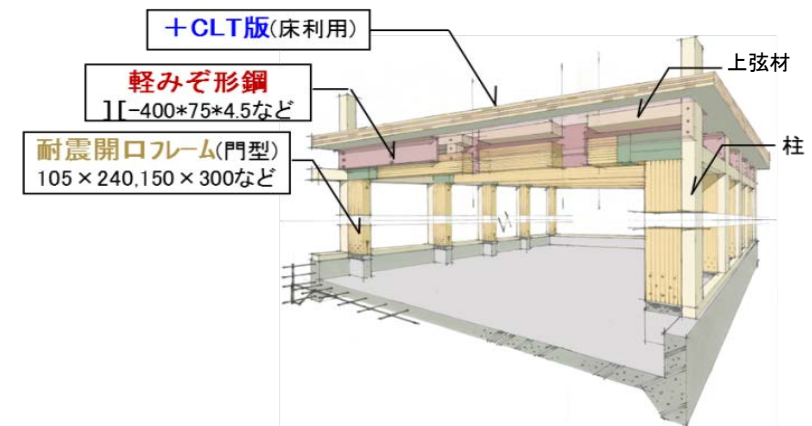 ＋CLT版(床利用)
軽みぞ形鋼
][-400*75*4.5など
耐震開口フレーム(門型)
105×240,150×300など
上弦材
柱